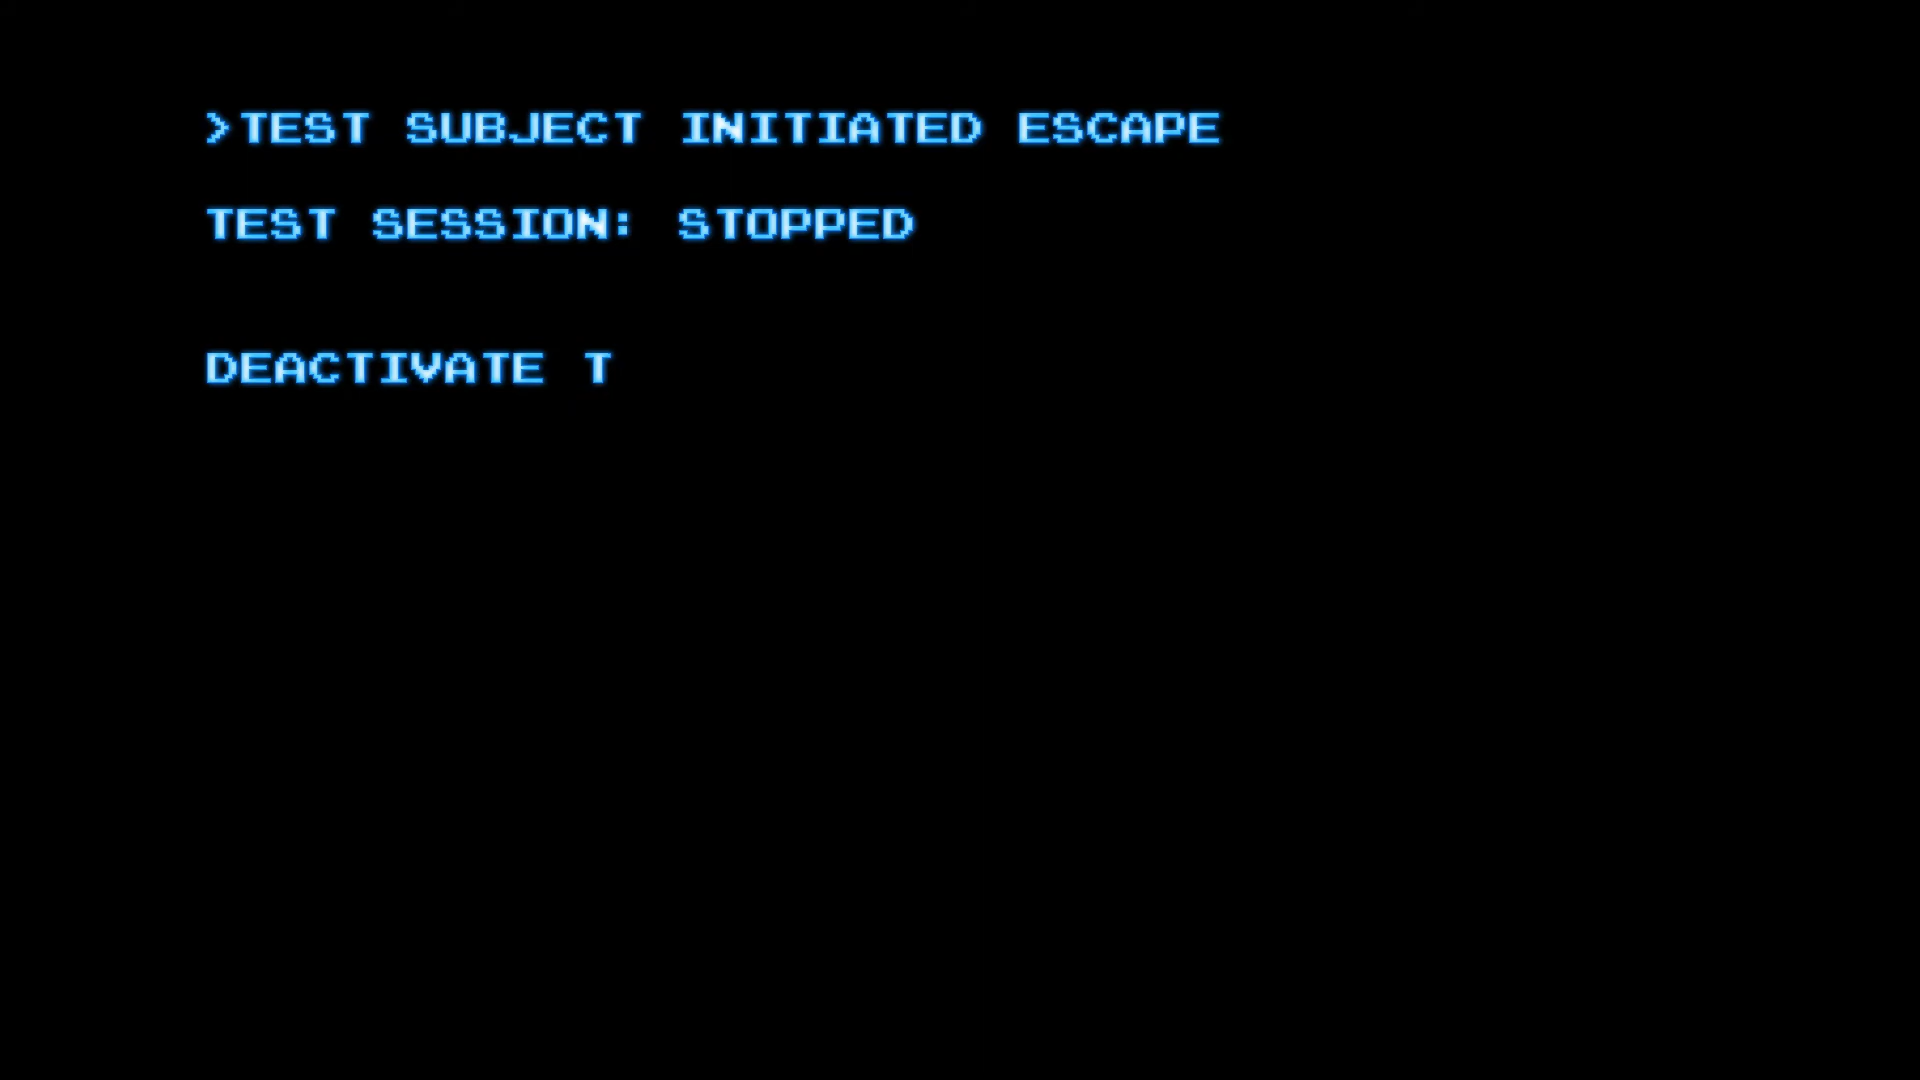 >TEST SUBJECT INITIATED ESCAPE
TEST SESSION: STOPPED
DEACTIVATE T